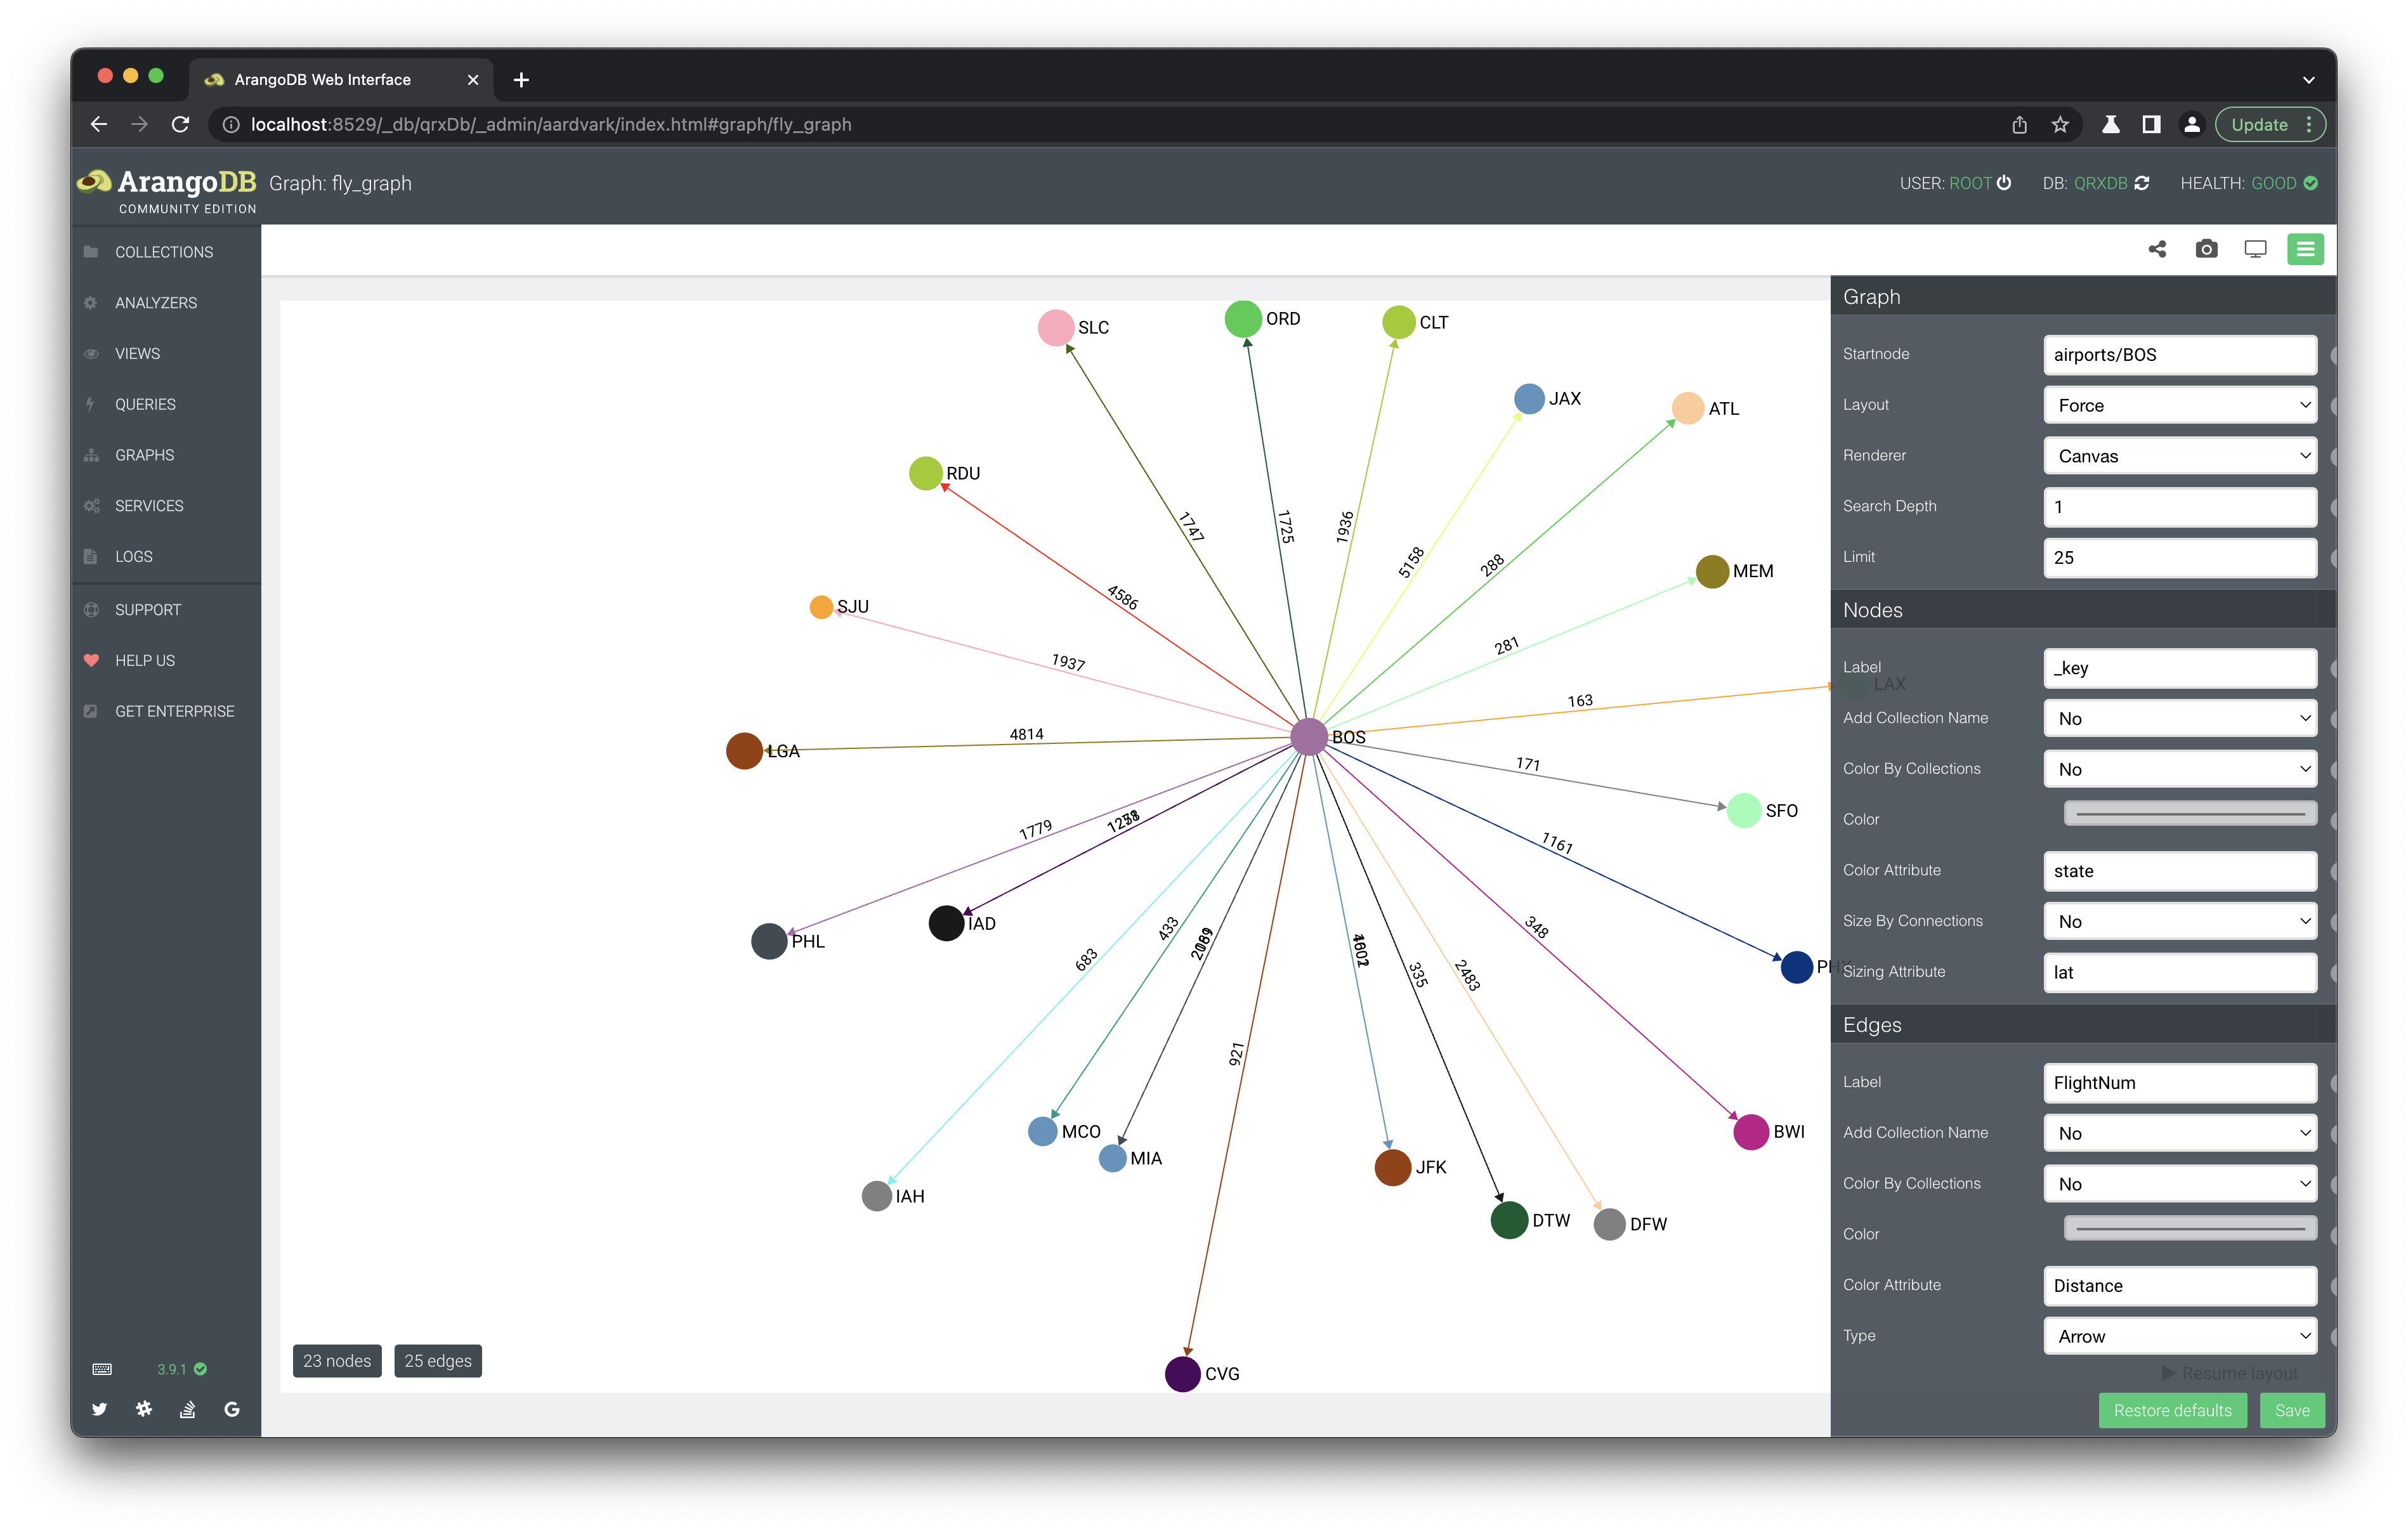 ArangoDB Web Interface
localhost:8529/_db/qrxDb/_admin/aardvark/index.html#graph/fly_graph
Update
ArangoDB
COMMUNITY EDITION
Graph: fly_graph
USER: ROOT
DB: QRXDB
HEALTH: GOOD
COLLECTIONS
ANALYZERS
VIEWS
QUERIES
GRAPHS
SERVICES
LOGS
SUPPORT
HELP US
GET ENTERPRISE
3.9.1
SLC
ORD
CLT
JAX
ATL
RDU
MEM
SJU
LAX
LGA
BOS
SFO
PHL
IAD
MCO
MIA
IAH
JFK
DTW
DFW
BWI
CVG
1747
1725
1936
5158
288
4586
281
1937
163
4814
171
1779
1161
683
433
348
335
2483
921
23 nodes
25 edges
Graph
Startnode
airports/BOS
Layout
Force
Renderer
Canvas
Search Depth
1
Limit
25
Nodes
Label
_key
Add Collection Name
No
Color By Collections
No
Color
Color Attribute
state
Size By Connections
No
Sizing Attribute
lat
Edges
Label
FlightNum
Add Collection Name
No
Color By Collections
No
Color
Color Attribute
Distance
Type
Arrow
Resume layout
Restore defaults
Save